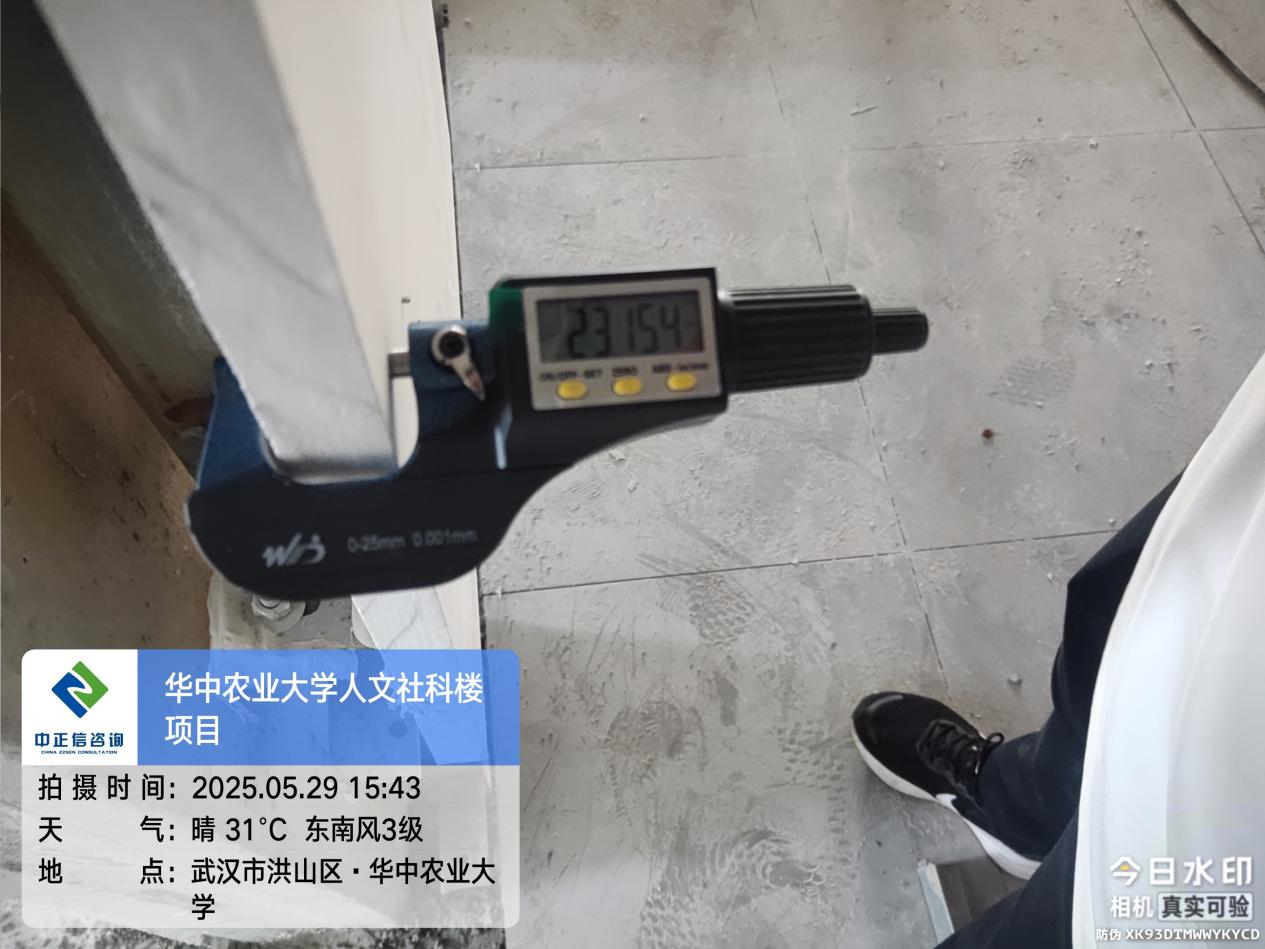 23.154
ON/OFF·SET ZERO ABS
0-25mm 0.001mm
中正信咨询
CHINA ZZSEN CONSULTATION
华中农业大学人文社科楼
项目
拍摄时间：2025.05.29 15:43
天气：晴 31℃ 东南风3级
地点：武汉市洪山区·华中农业大
学
今日水印
相机 真实可验
防伪 XK93DTMWWYKYCD